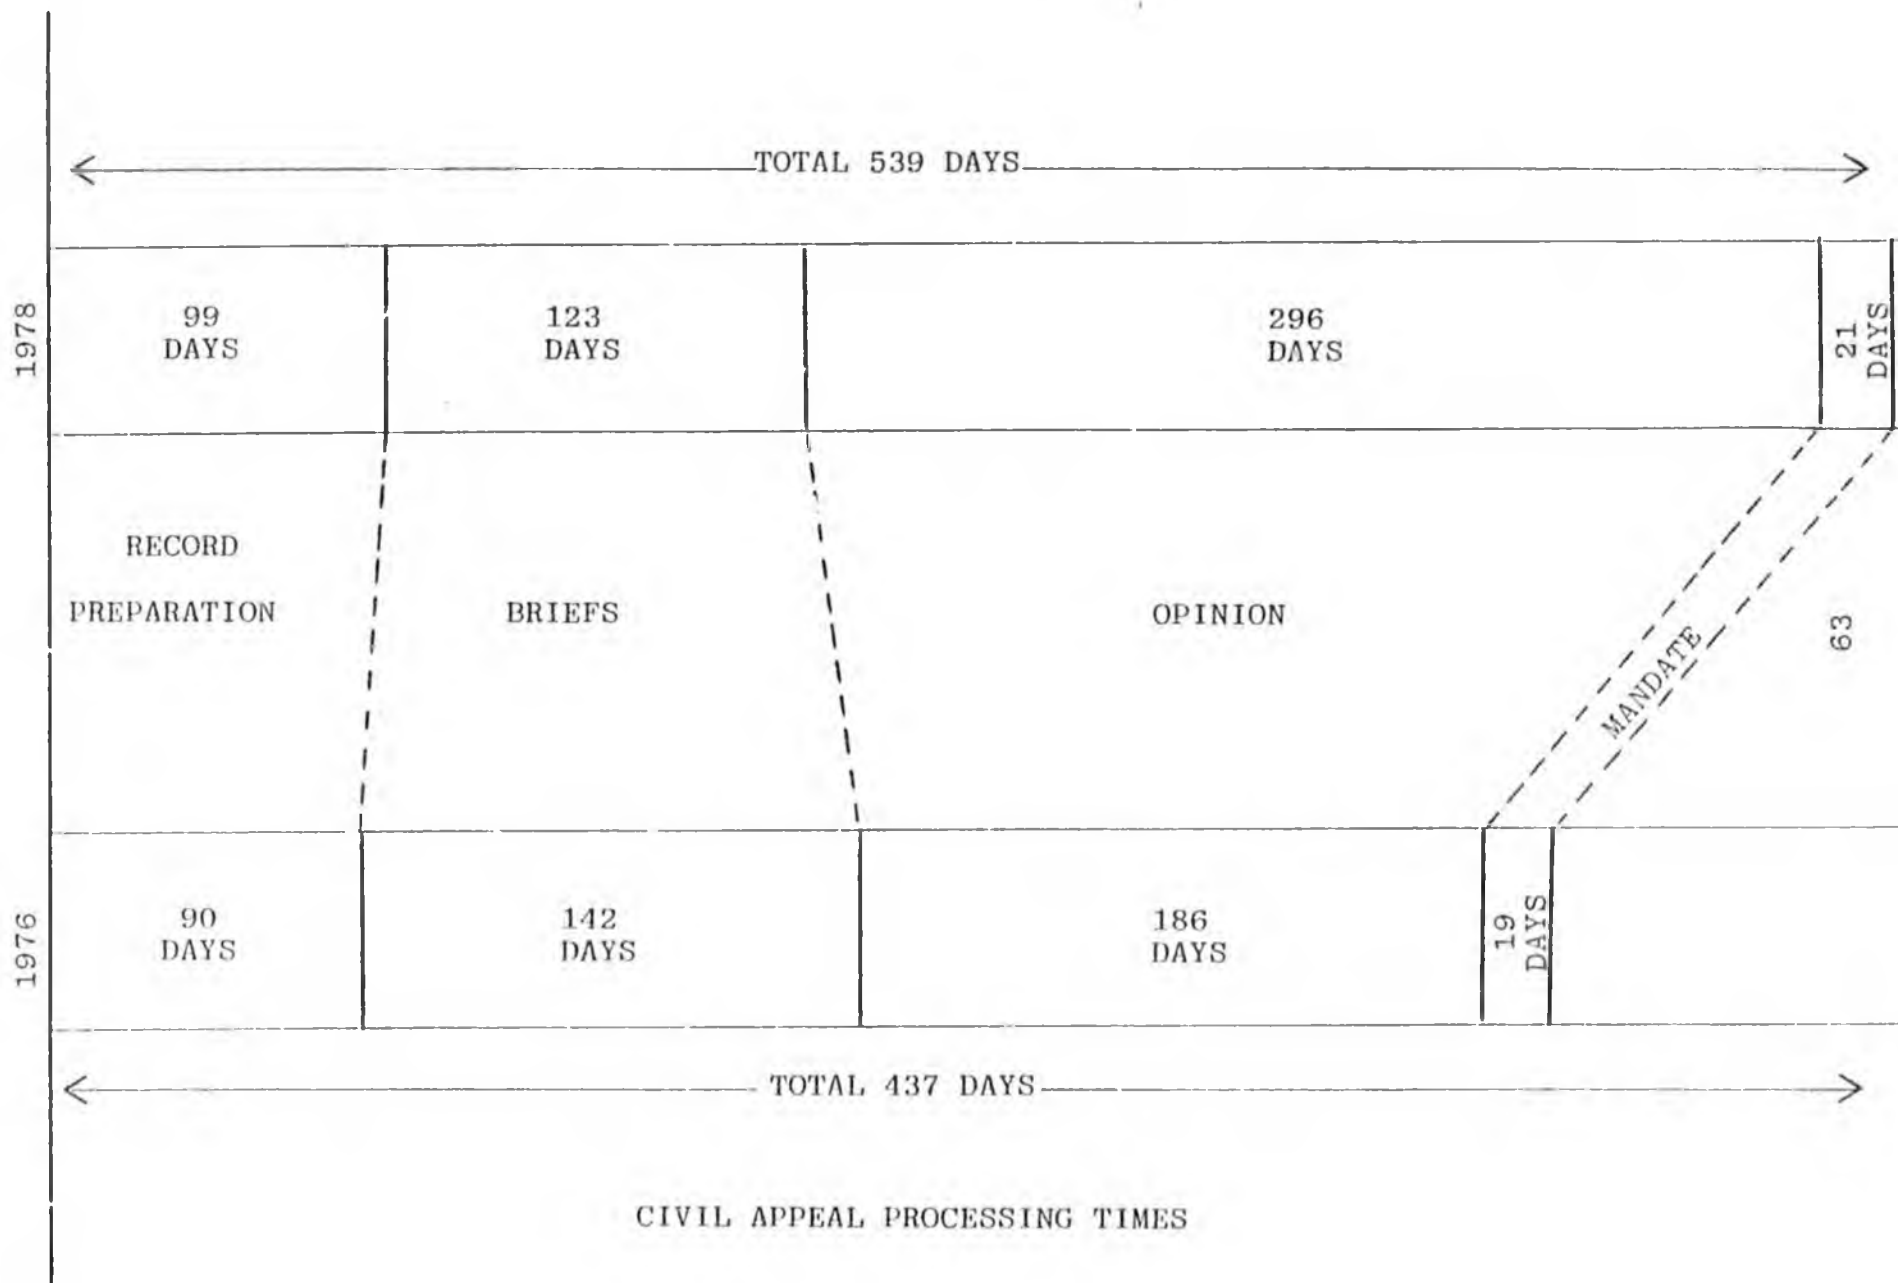 TOTAL 539 DAYS
1978
99
DAYS
123
DAYS
296
DAYS
21
DAYS
RECORD
PREPARATION
BRIEFS
OPINION
MANDATE
63
1976
90
DAYS
142
DAYS
186
DAYS
19
DAYS
TOTAL 437 DAYS
CIVIL APPEAL PROCESSING TIMES